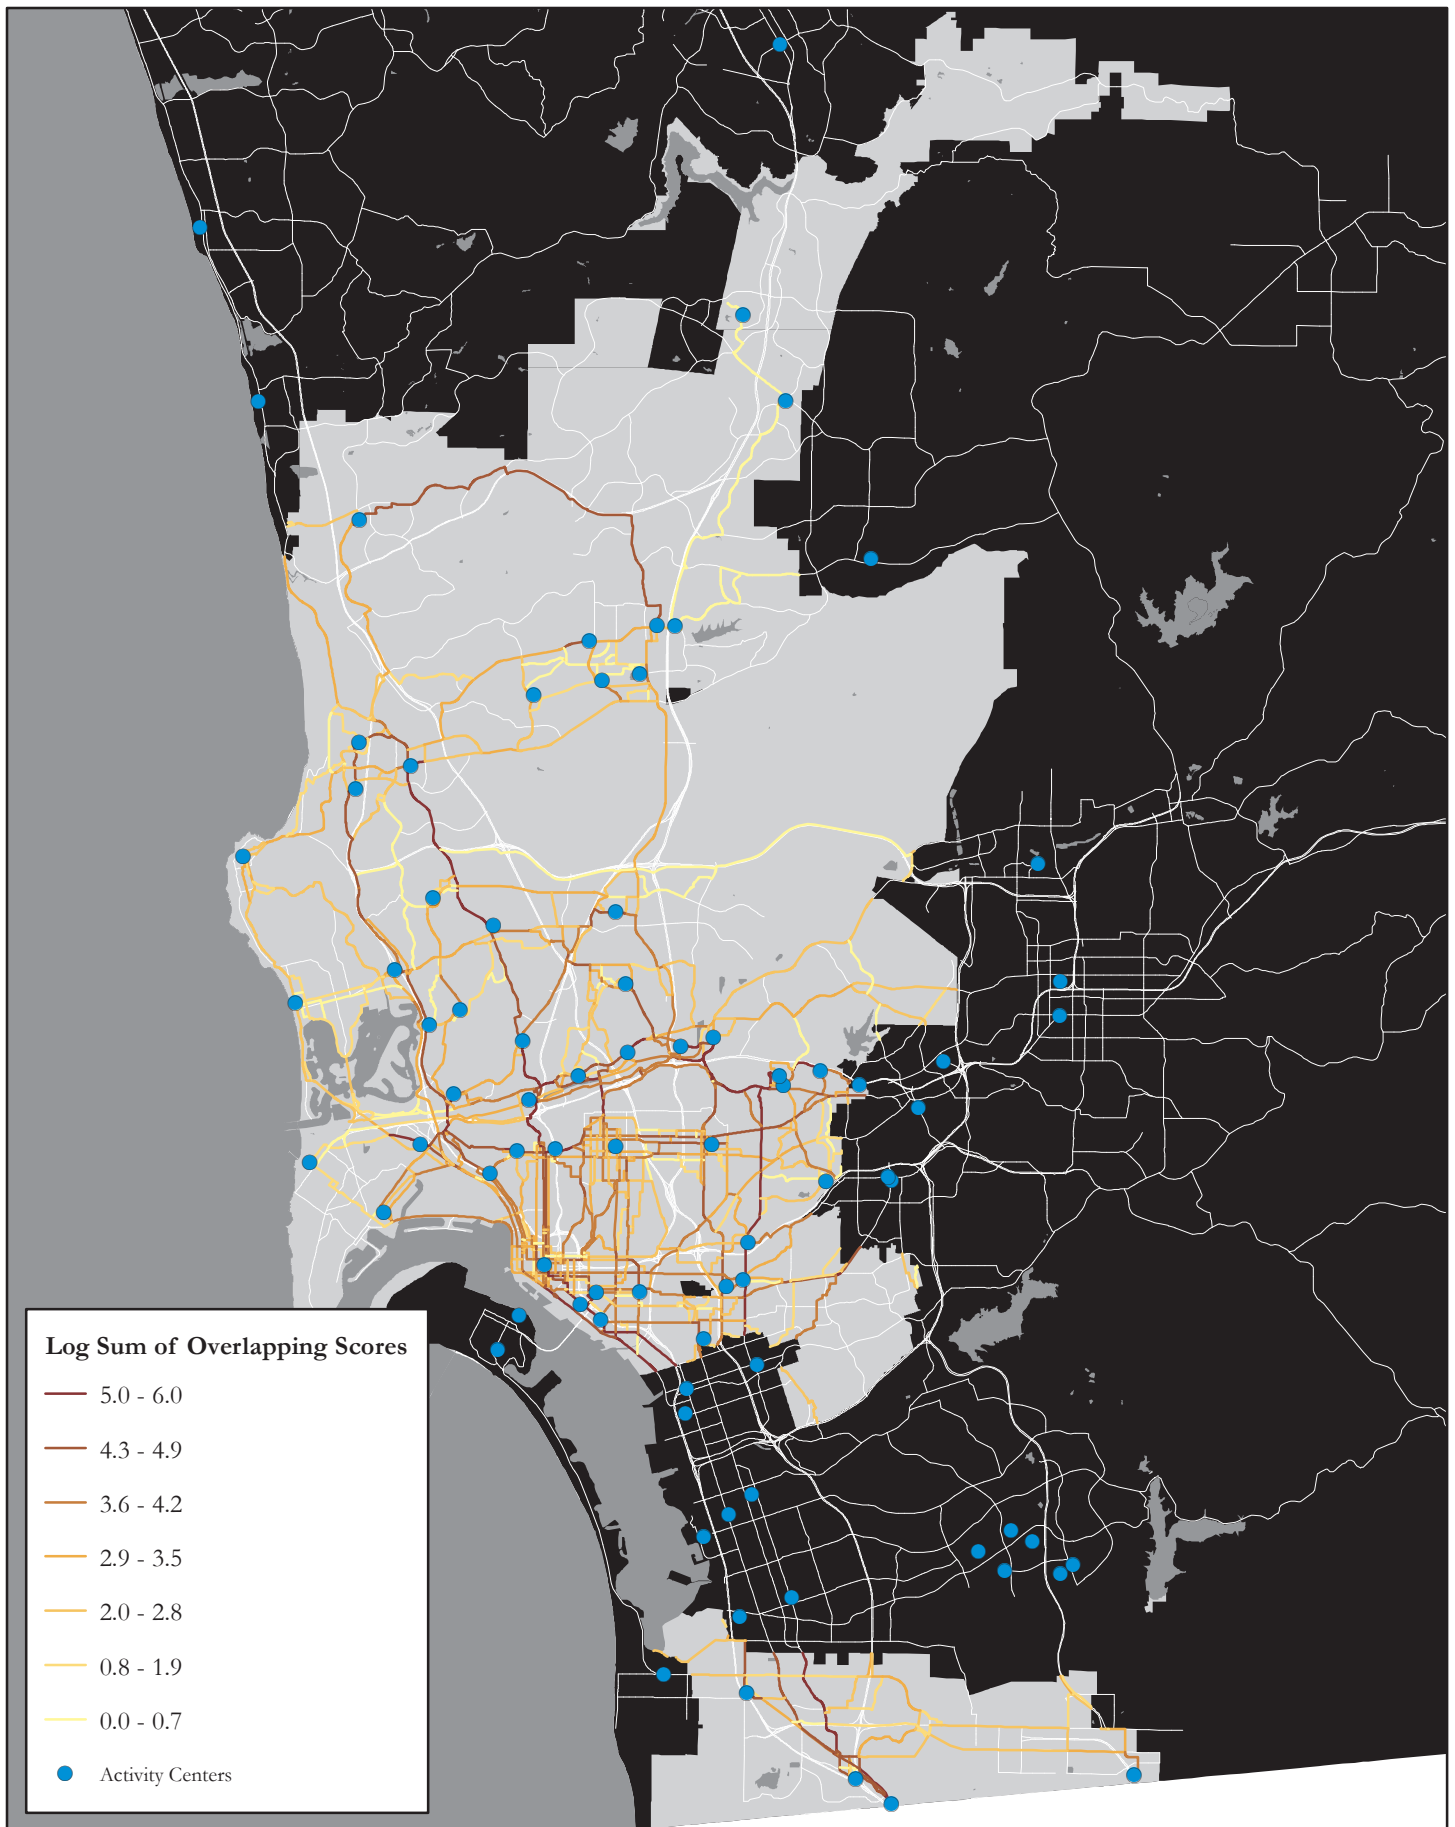 Log Sum of Overlapping Scores
5.0 - 6.0
4.3 - 4.9
3.6 - 4.2
2.9 - 3.5
2.0 - 2.8
0.8 - 1.9
0.0 - 0.7
Activity Centers